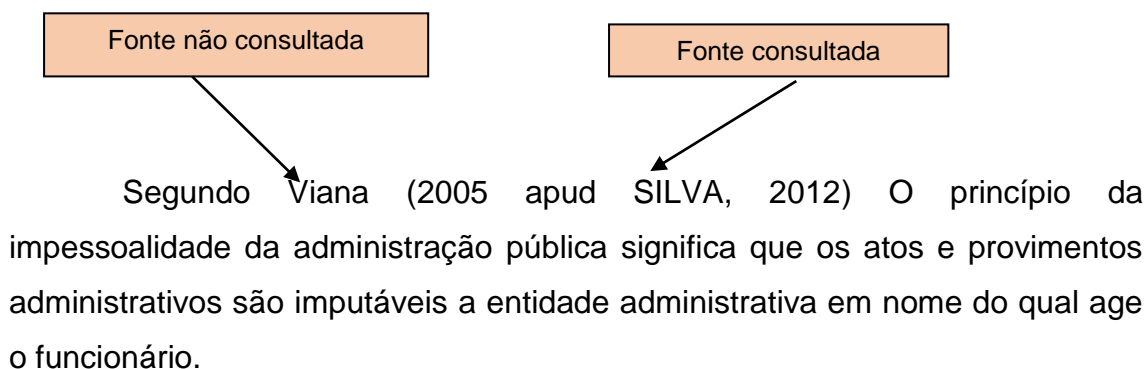 Fonte não consultada
Fonte consultada
Segundo Viana (2005 apud SILVA, 2012) O princípio da
impessoalidade da administração pública significa que os atos e provimentos
administrativos são imputáveis a entidade administrativa em nome do qual age
o funcionário.